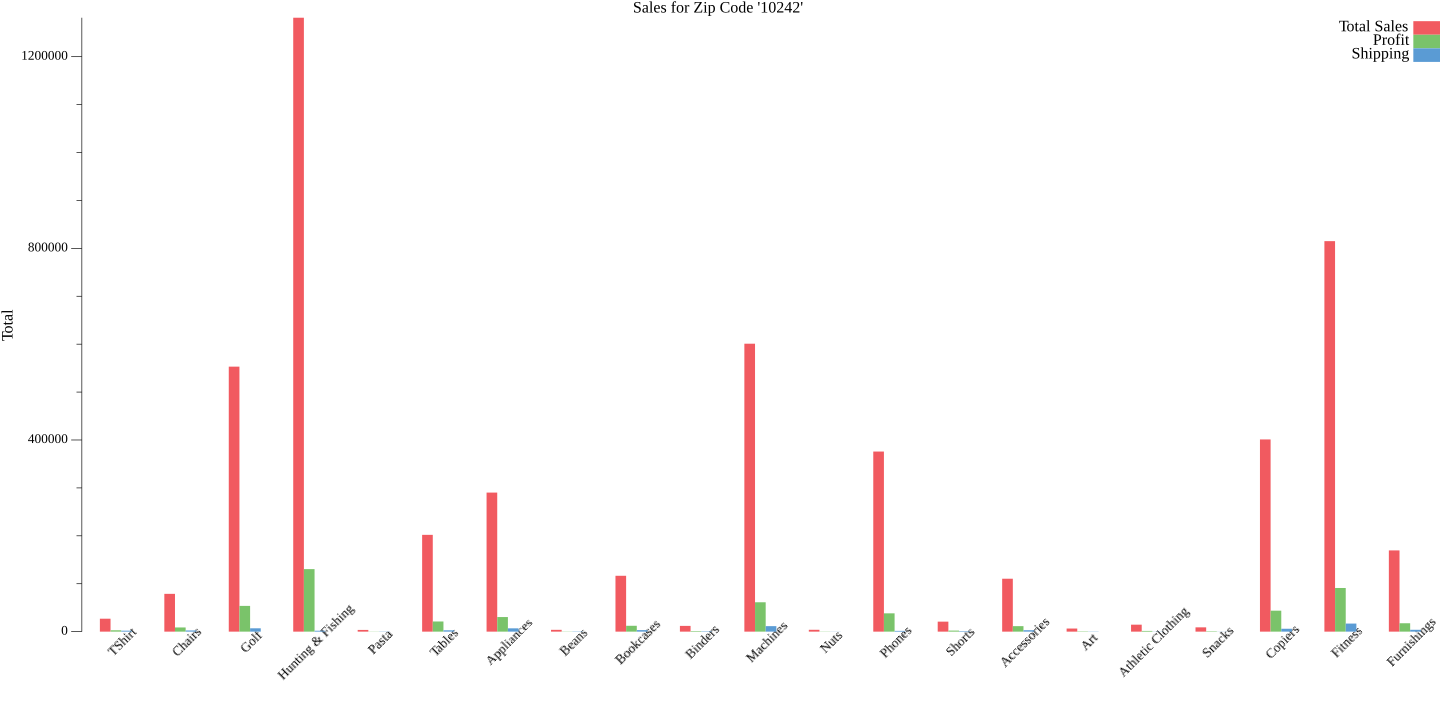 Sales for Zip Code '10242'
Total Sales
Profit
Shipping
1200000
800000
400000
0
Total
TShirt
Chairs
Golf
Hunting & Fishing
Pasta
Tables
Appliances
Beans
Bookcases
Binders
Machines
Nuts
Phones
Shorts
Accessories
Art
Athletic Clothing
Snacks
Copiers
Fitness
Furnishings